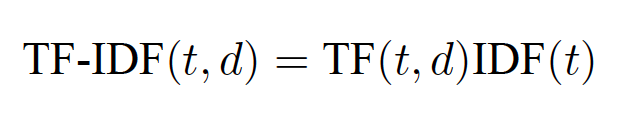 TF-IDF(t, d) = TF(t, d)IDF(t)